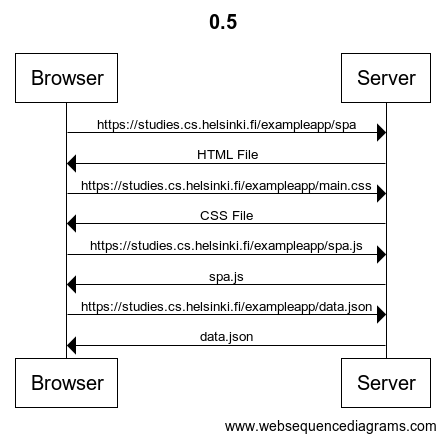 0.5
Browser
Server
https://studies.cs.helsinki.fi/exampleapp/spa
HTML File
https://studies.cs.helsinki.fi/exampleapp/main.css
CSS File
https://studies.cs.helsinki.fi/exampleapp/spa.js
spa.js
https://studies.cs.helsinki.fi/exampleapp/data.json
data.json
Browser
Server
www.websequencediagrams.com